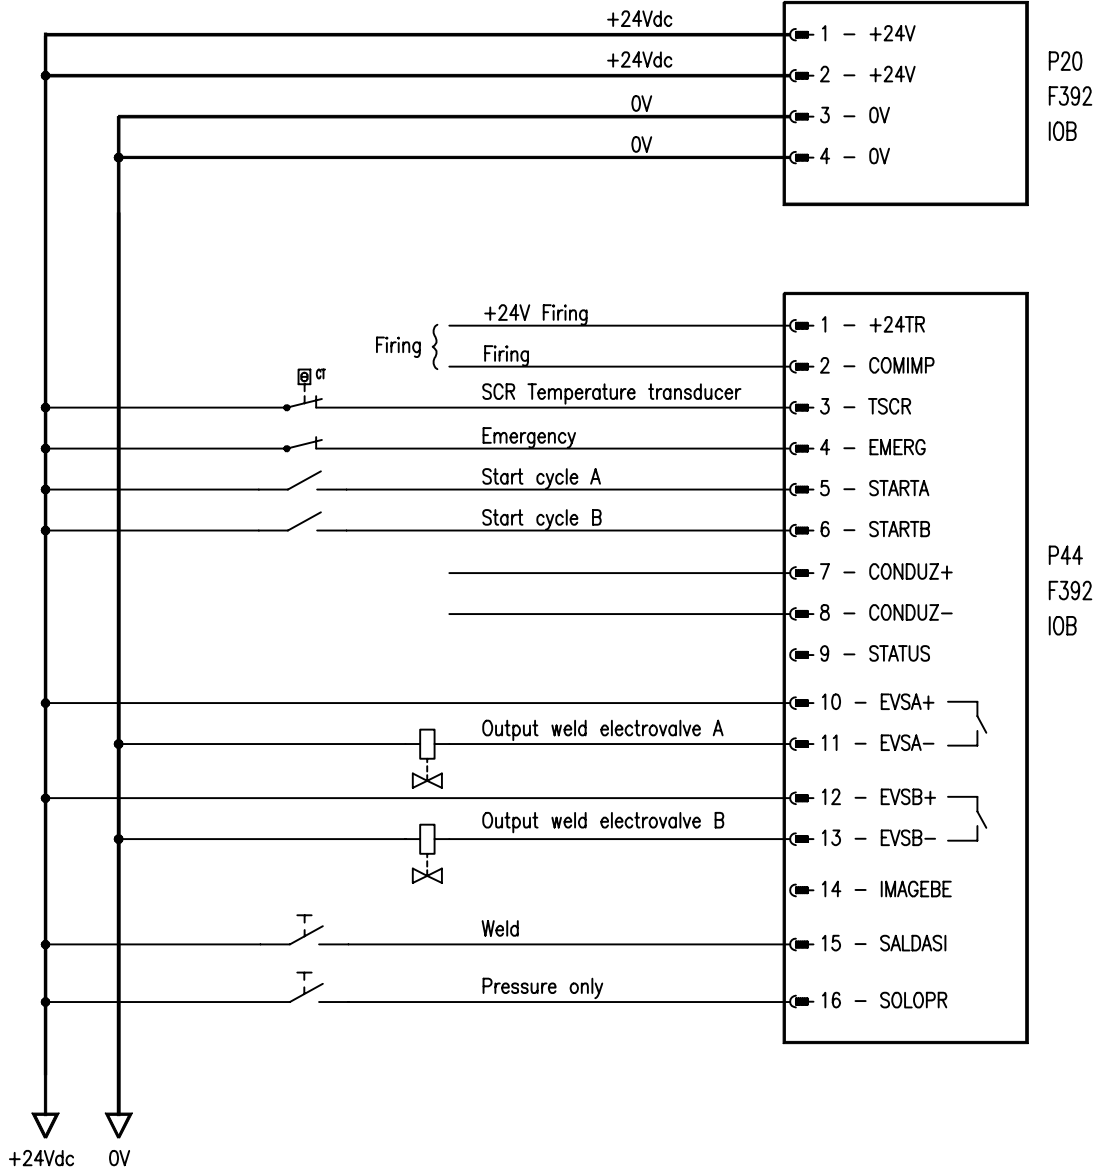 +24Vdc
1 - +24V
+24Vdc
2 - +24V
0V
3 - 0V
0V
4 - 0V
P20
F392
IOB
+24V Firing
1 - +24TR
Firing
Firing
2 - COMIMP
CT
SCR Temperature transducer
3 - TSCR
Emergency
4 - EMERG
Start cycle A
5 - STARTA
Start cycle B
6 - STARTB
7 - CONDUZ+
8 - CONDUZ-
9 - STATUS
P44
F392
IOB
10 - EVSA+
Output weld electrovalve A
11 - EVSA-
12 - EVSB+
Output weld electrovalve B
13 - EVSB-
14 - IMAGEBE
Weld
15 - SALDASI
Pressure only
16 - SOLOPR
+24Vdc
0V